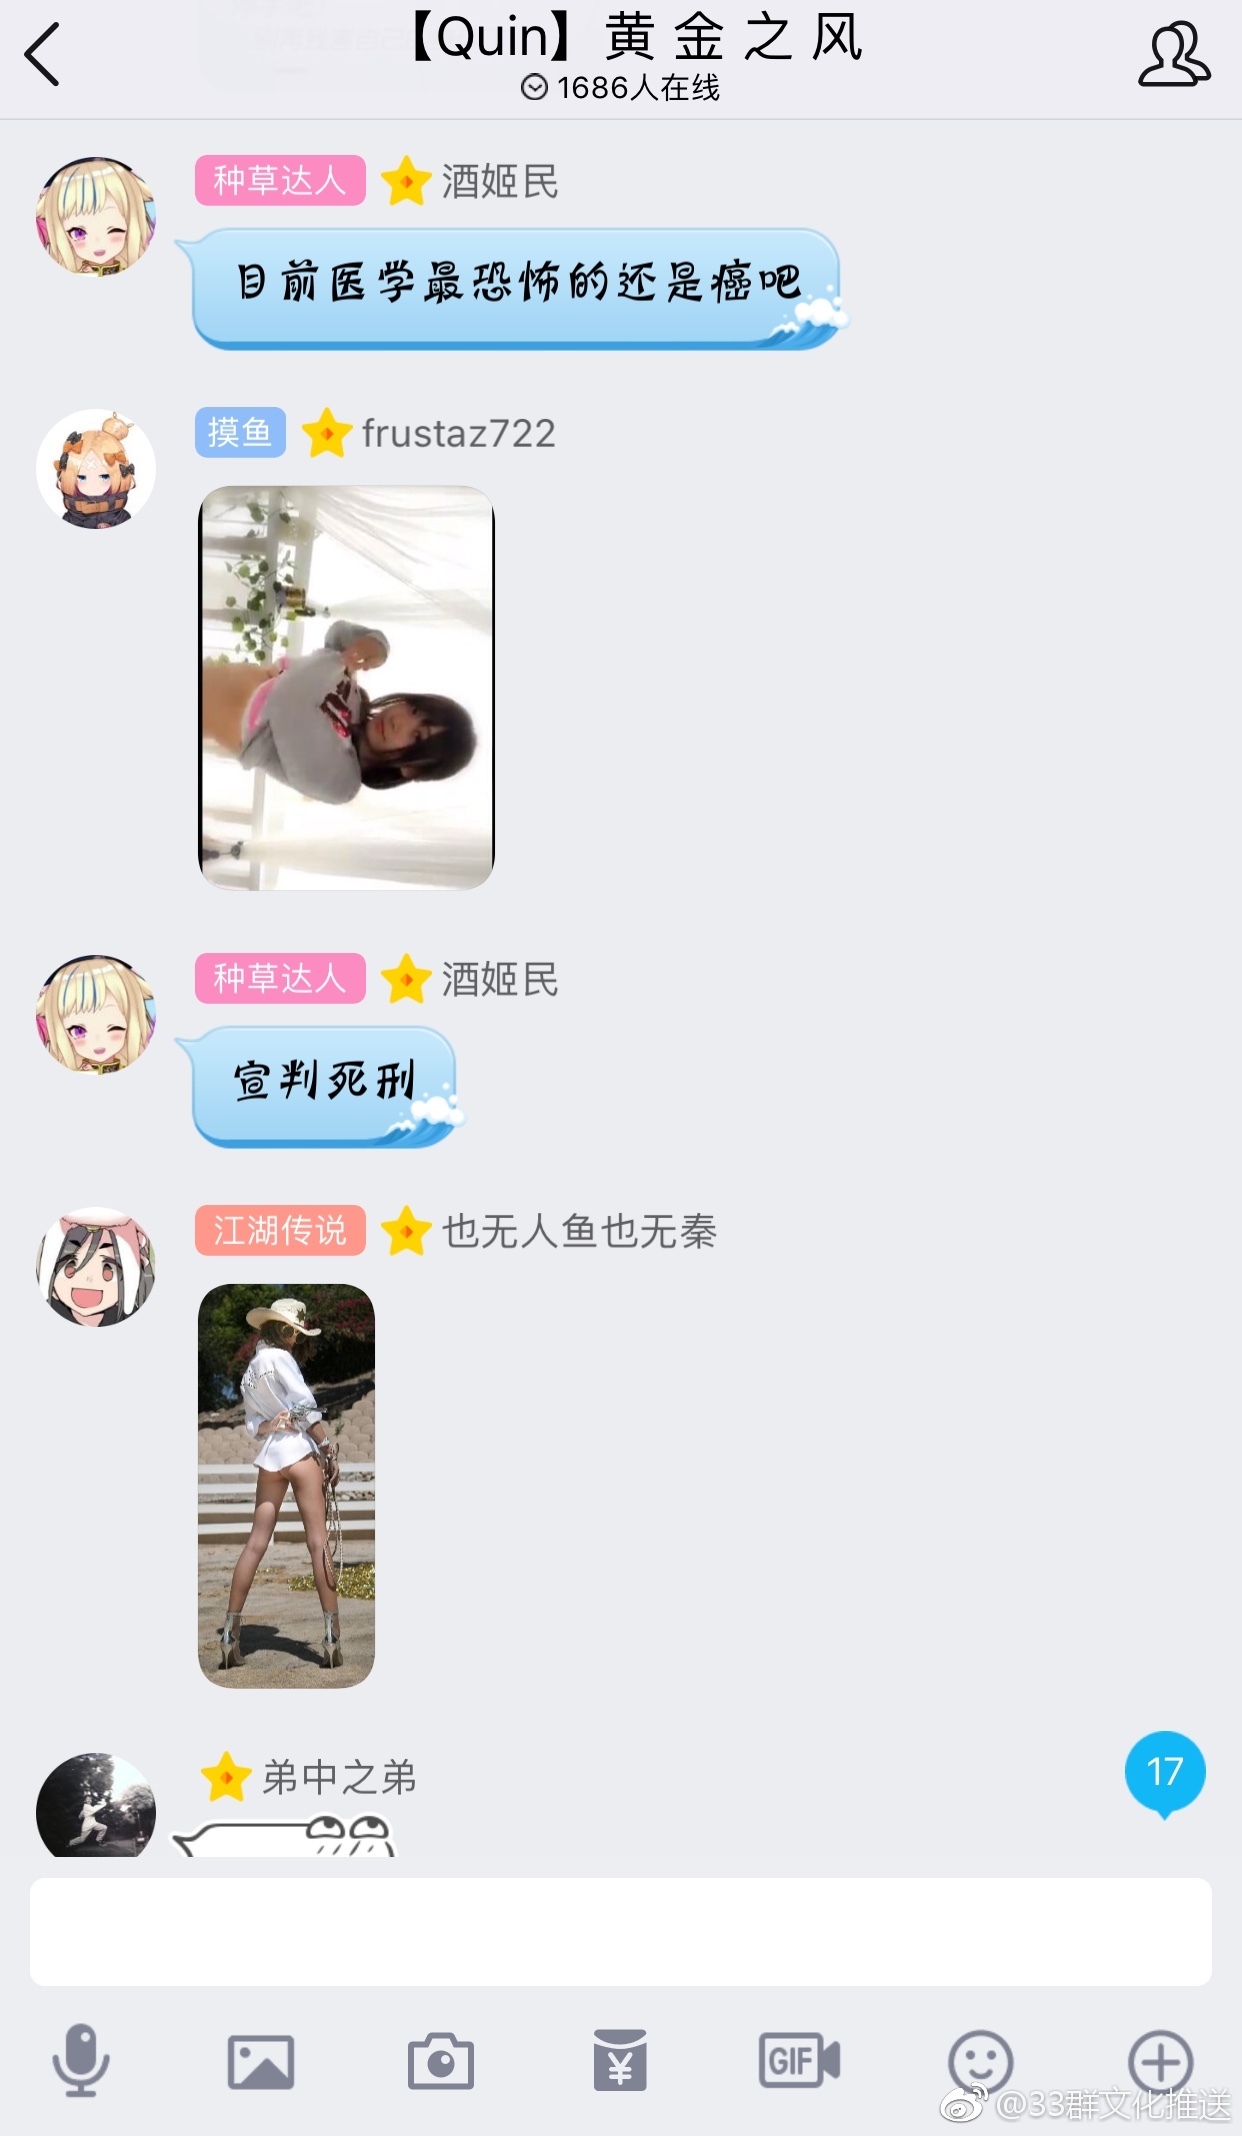 【Quin】黄金之风
1686人在线
种草达人 酒姬民
目前医学最恐怖的还是癌吧
摸鱼 frustaz722
种草达人 酒姬民
宣判死刑
江湖传说 也无人鱼也无秦
弟中之弟
17
¥
GIF
@33群文化推送